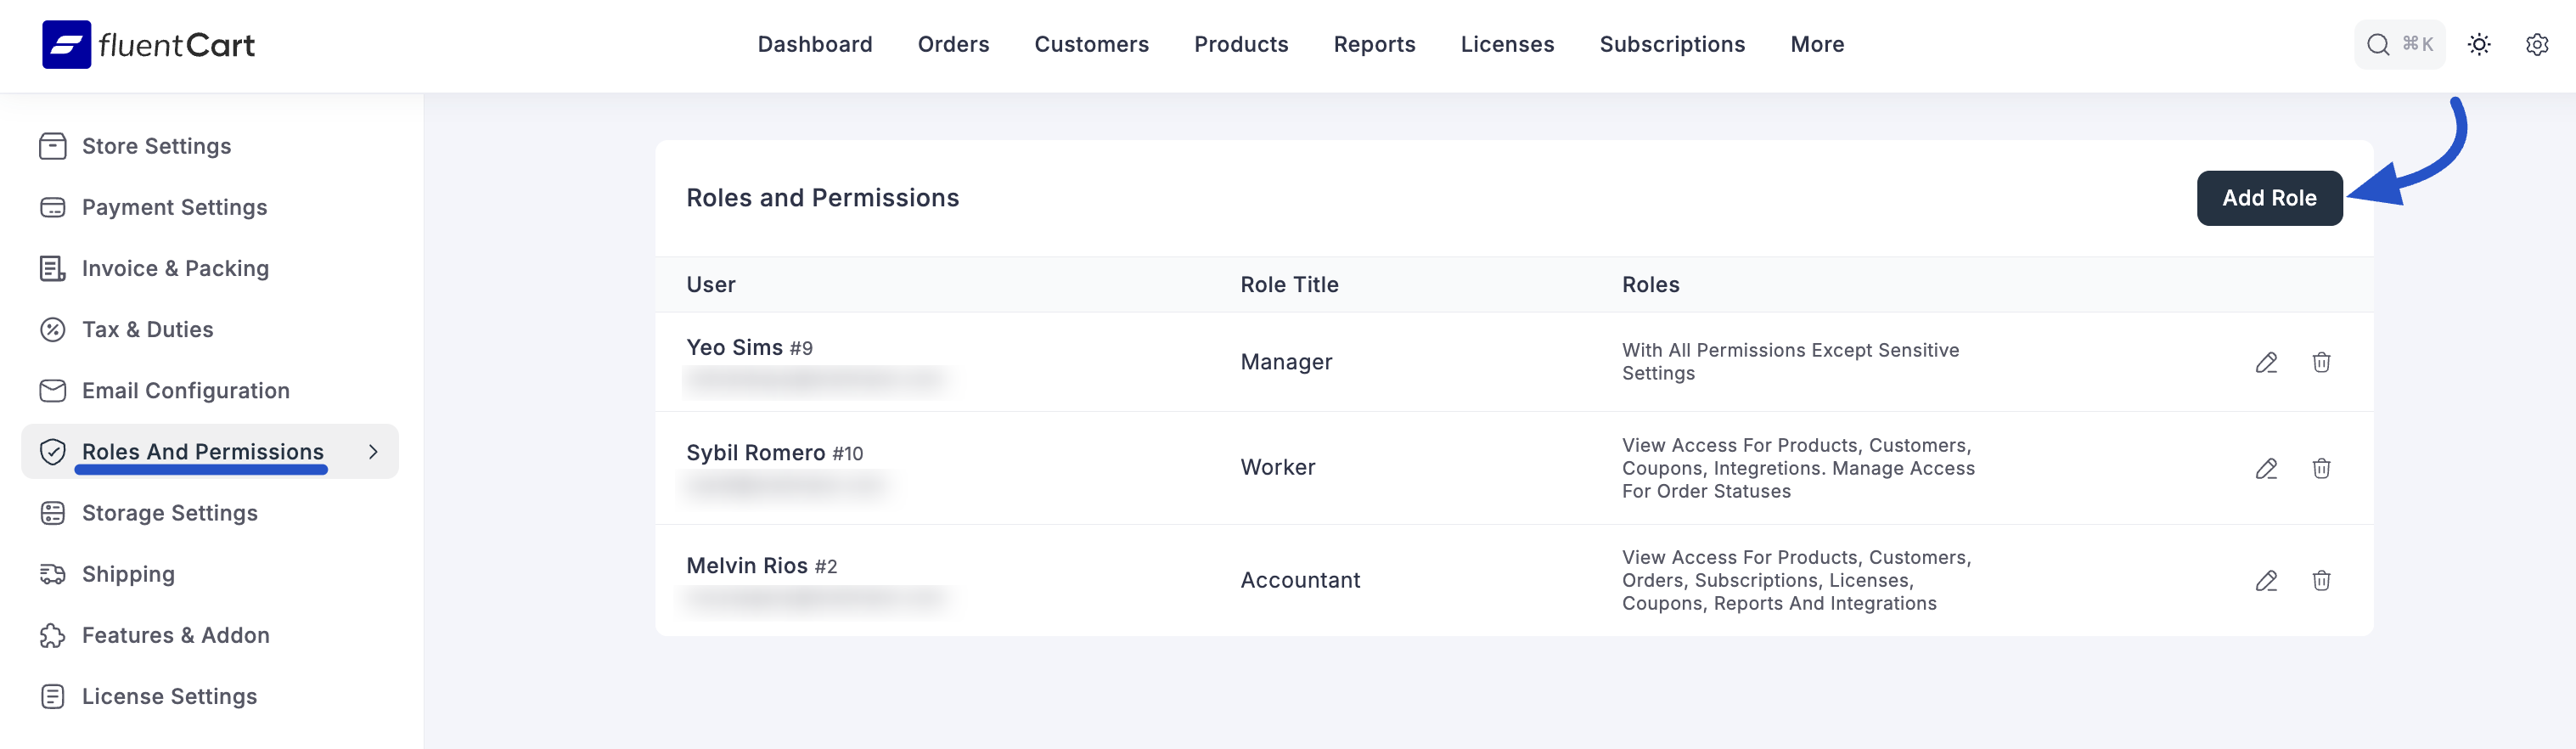 fluentCart
Dashboard
Orders
Customers
Products
Reports
Licenses
Subscriptions
More
⌘K
Store Settings
Payment Settings
Invoice & Packing
Tax & Duties
Email Configuration
Roles And Permissions
Storage Settings
Shipping
Features & Addon
License Settings
Roles and Permissions
Add Role
User
Role Title
Roles
Yeo Sims #9
Manager
With All Permissions Except Sensitive
Settings
Sybil Romero #10
Worker
View Access For Products, Customers,
Coupons, Integretions. Manage Access
For Order Statuses
Melvin Rios #2
Accountant
View Access For Products, Customers,
Orders, Subscriptions, Licenses,
Coupons, Reports And Integrations